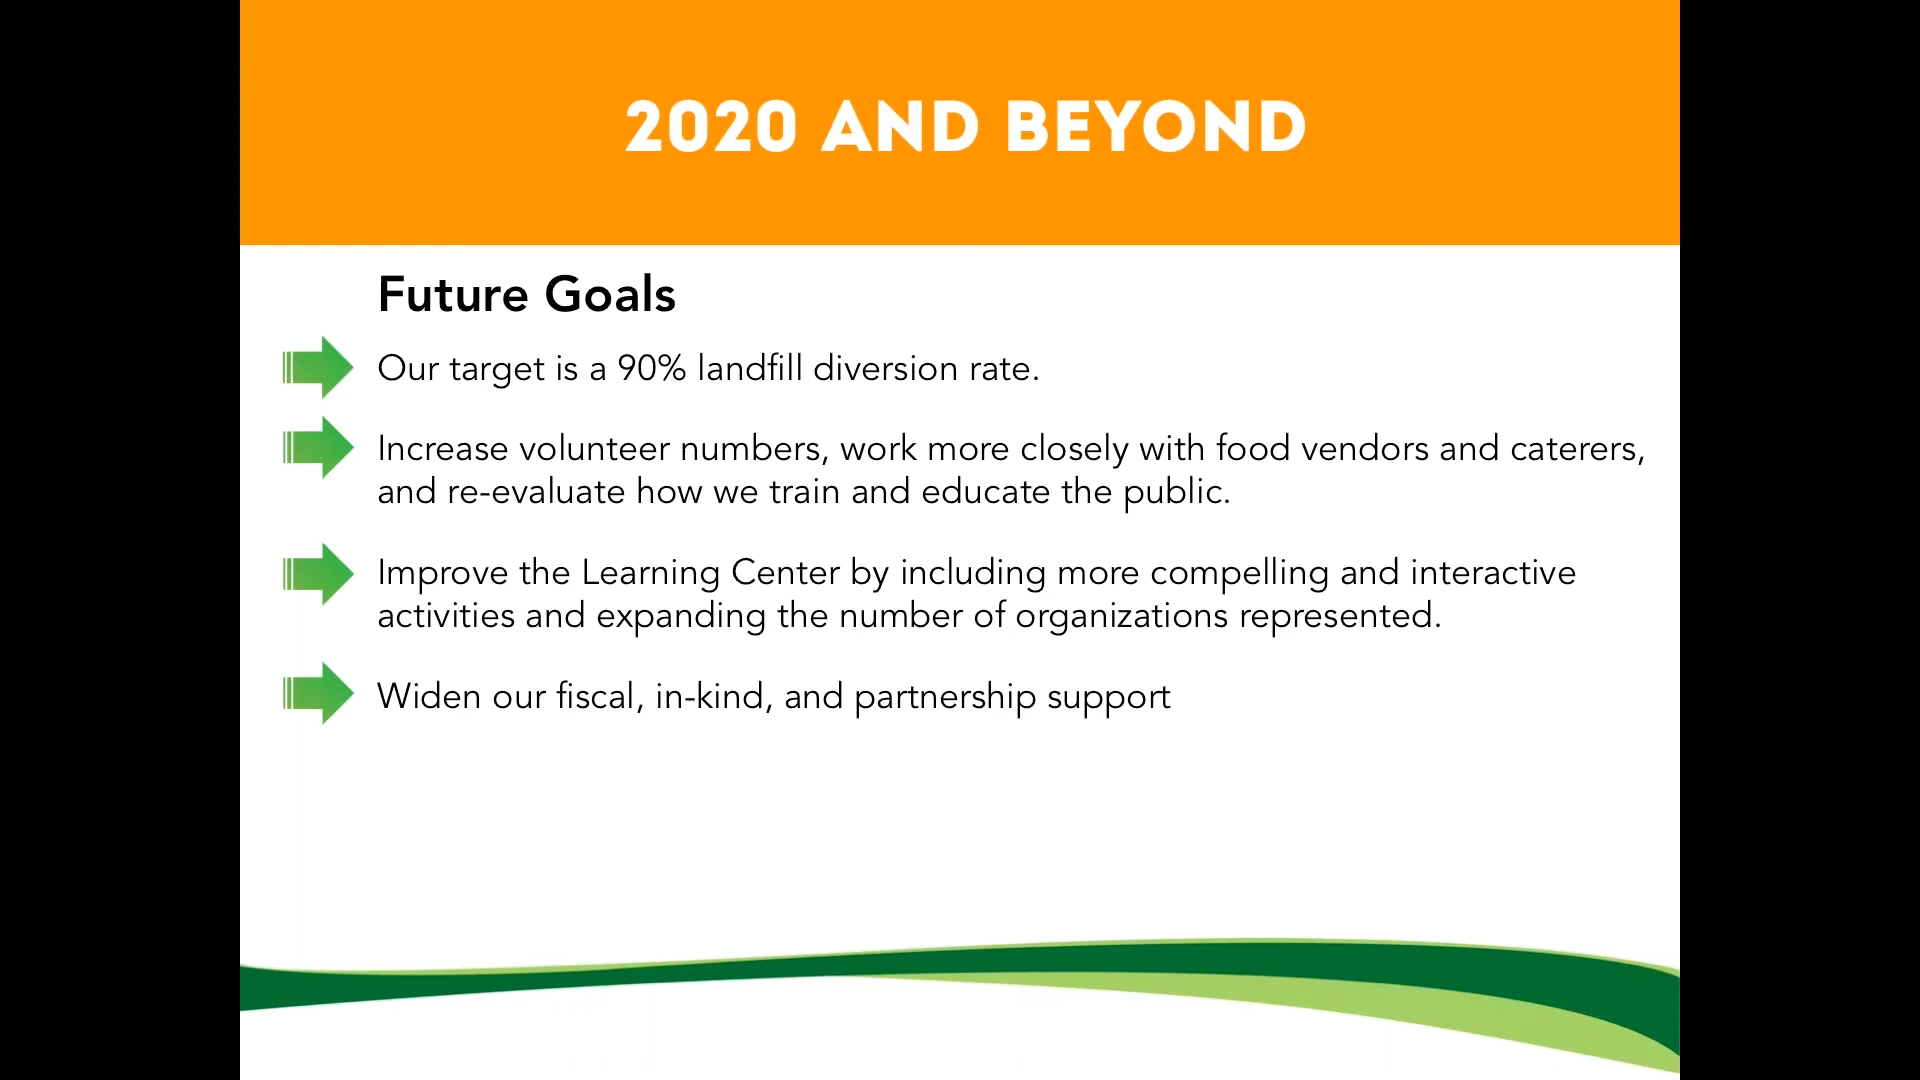 2020 AND BEYOND
Future Goals
Our target is a 90% landfill diversion rate.
Increase volunteer numbers, work more closely with food vendors and caterers,
and re-evaluate how we train and educate the public.
Improve the Learning Center by including more compelling and interactive
activities and expanding the number of organizations represented.
Widen our fiscal, in-kind, and partnership support